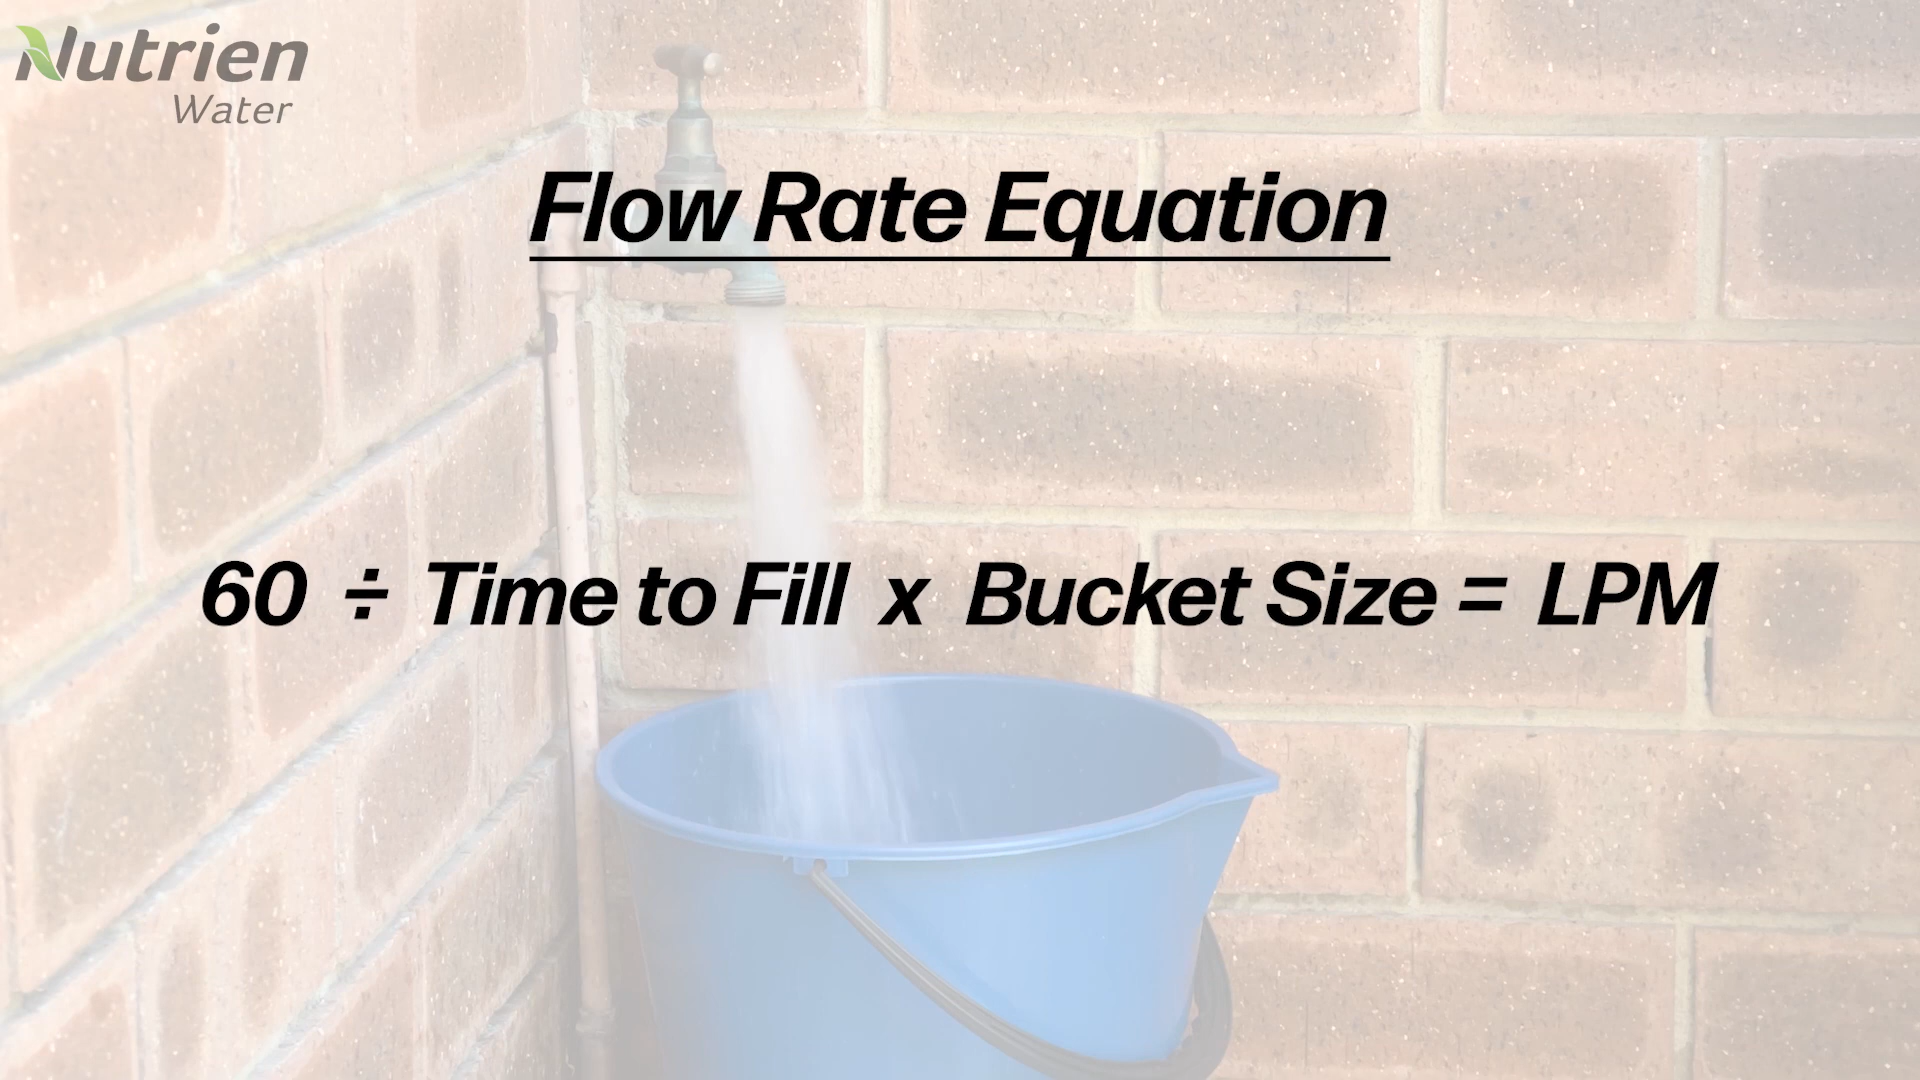 Nutrien
Water
Flow Rate Equation
60 ÷ Time to Fill x Bucket Size = LPM